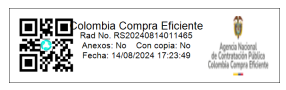 Colombia Compra Eficiente
Rad No. RS20240814011465
Anexos: No Con copia: No
Fecha: 14/08/2024 17:23:49
Agencia Nacional
de Contratación Pública
Colombia Compra Eficiente